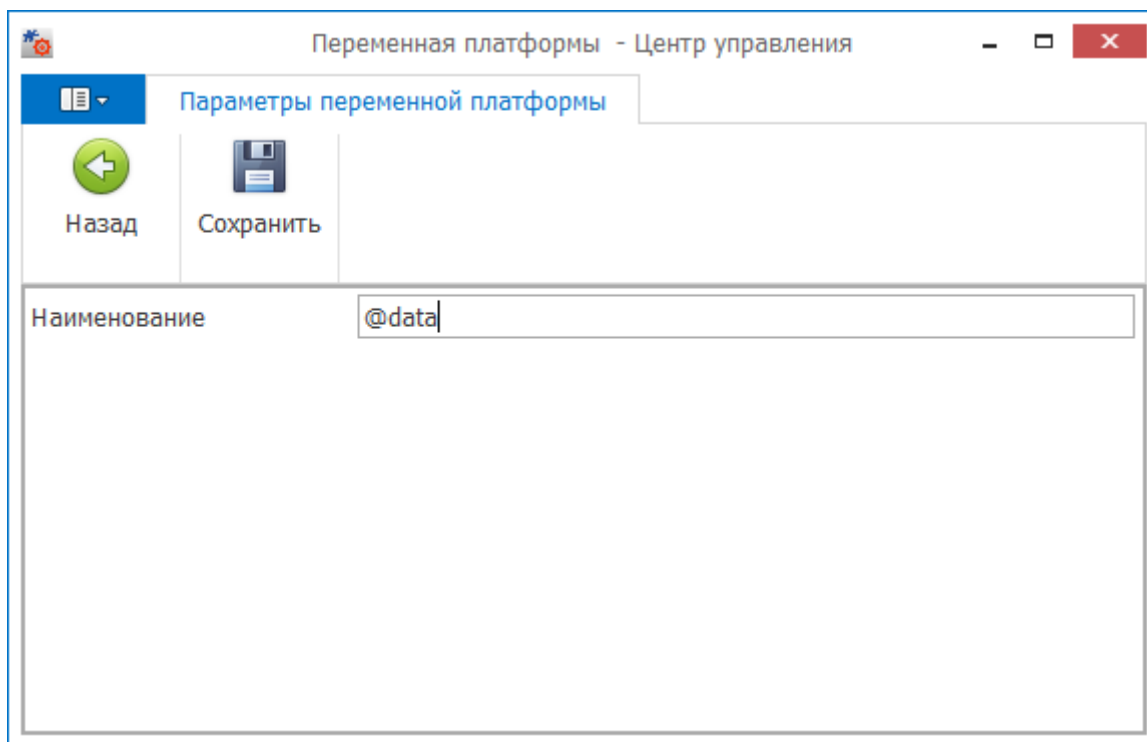 Переменная платформы - Центр управления
Параметры переменной платформы
Назад
Сохранить
Наименование
@data